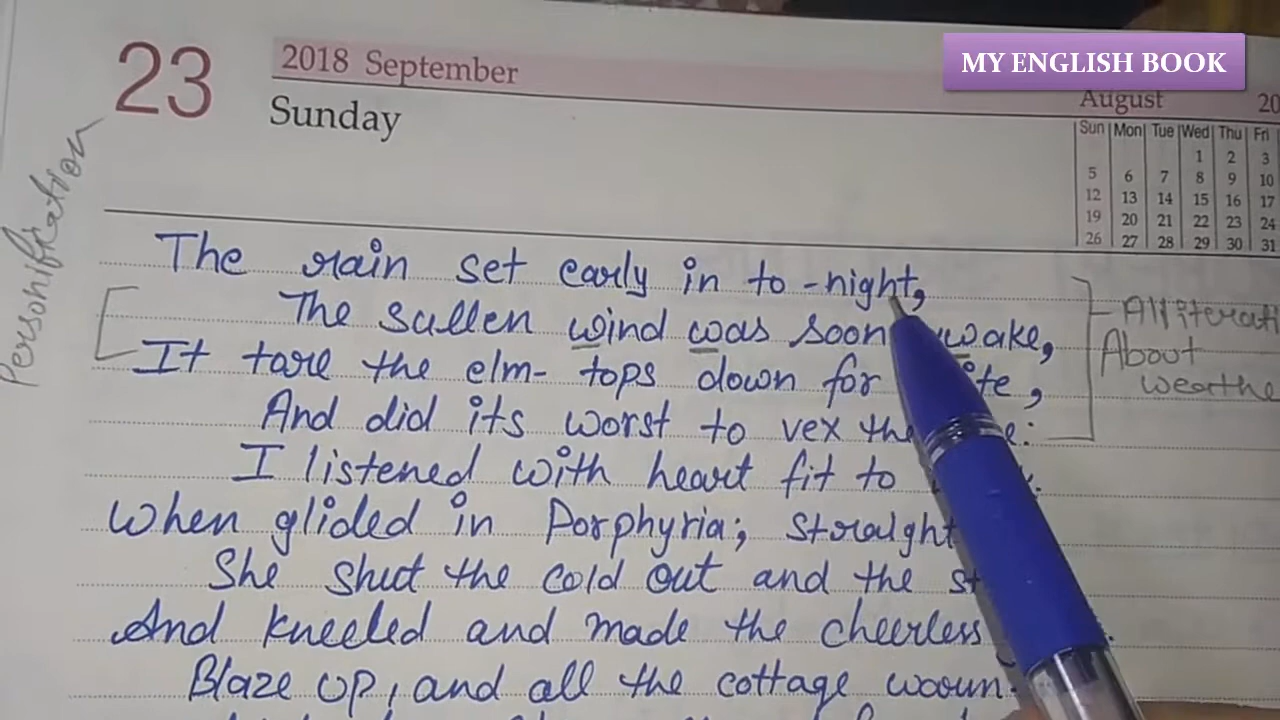 MY ENGLISH BOOK
23
2018 September
Sunday
August 20
Sun Mon Tue Wed Thu Fri
1 2 3
5 6 7 8 9 10
12 13 14 15 16 17
19 20 21 22 23 24
26 27 28 29 30 31
Personifration
The rain set early in to-night,
The sullen wind was soon awake,
It tore the elm-tops down for
And did its worst to vex the
I listened with heart fit to
When glided in Porphyria; straight
She shut the cold out and the
And kneeled and made the cheerless
Blaze up, and all the cottage
- Alliterati
About
weathe